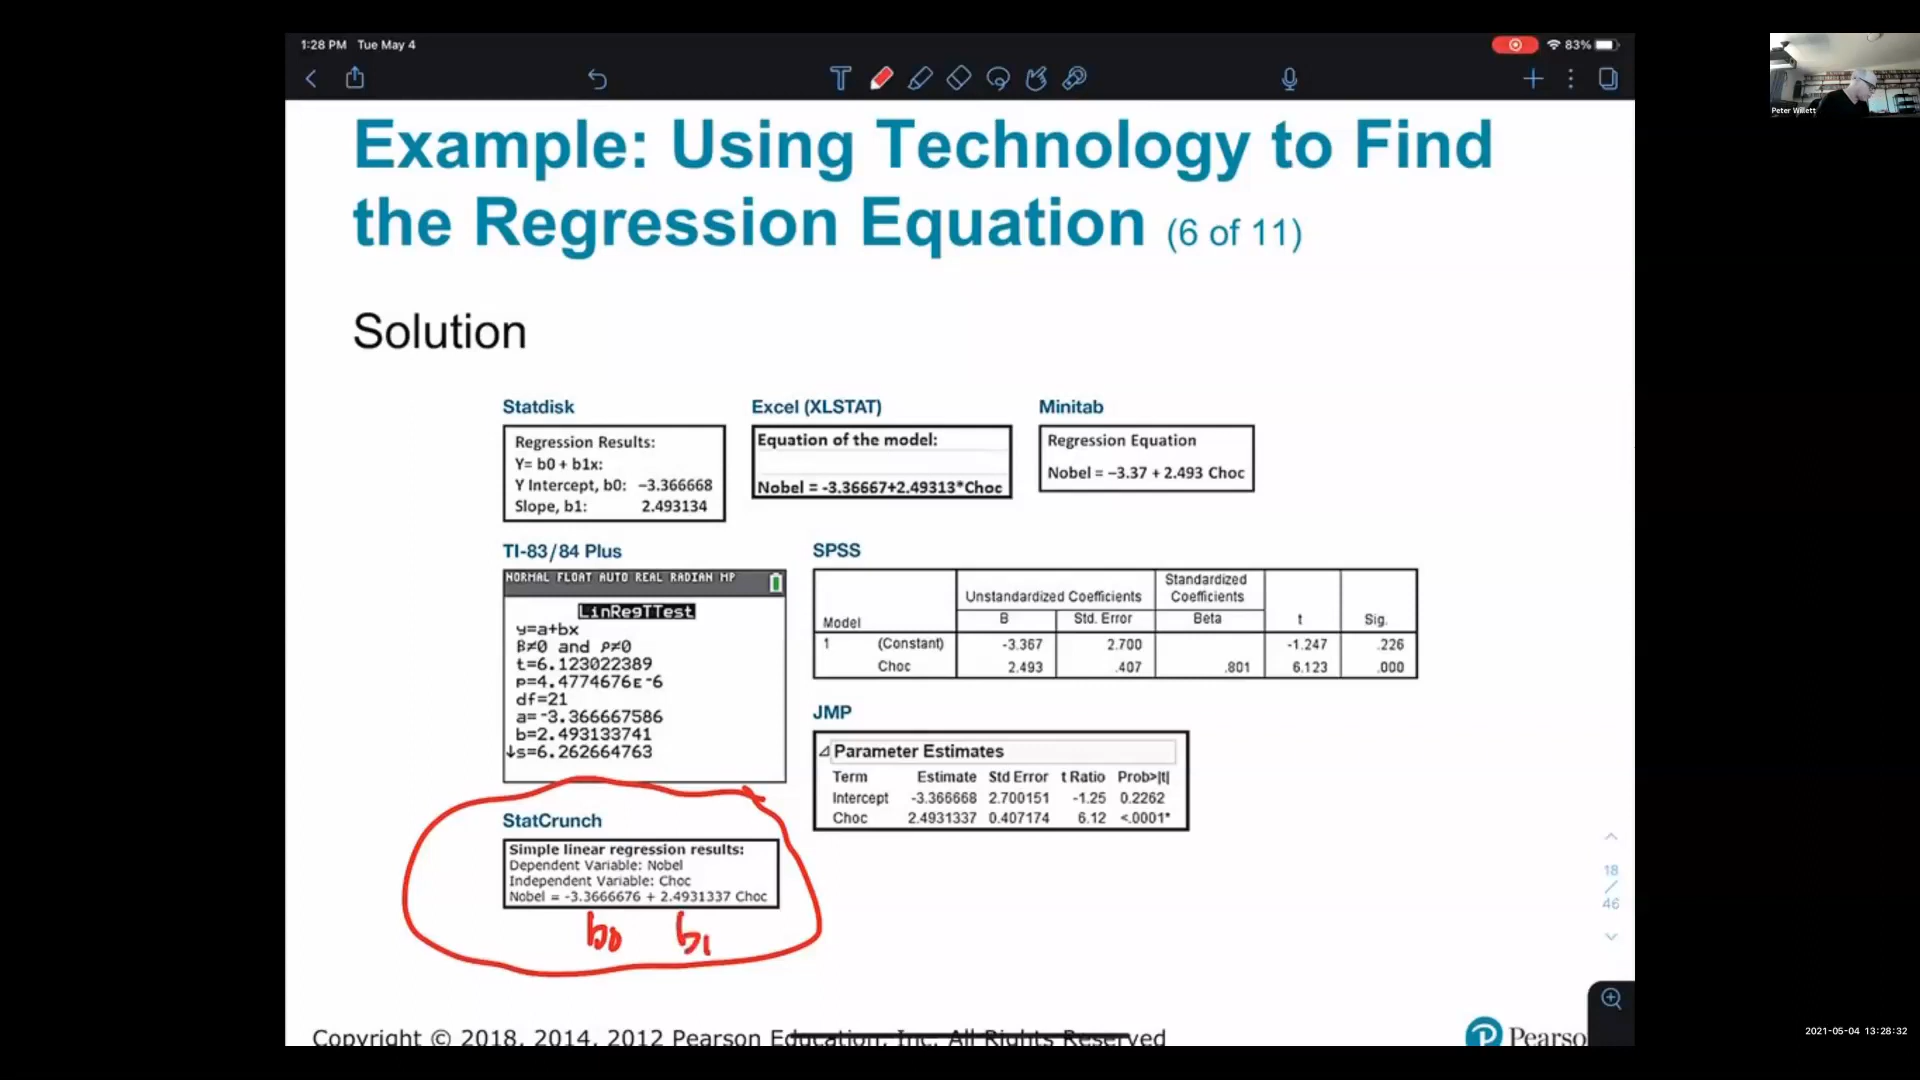 1:28 PM Tue May 4
83%
Peter Willett
Example: Using Technology to Find
the Regression Equation (6 of 11)
Solution
Statdisk
Regression Results:
Y= b0 + b1x:
Y Intercept, b0: −3.366668
Slope, b1: 2.493134
Excel (XLSTAT)
Equation of the model:
Nobel = -3.36667+2.49313*Choc
Minitab
Regression Equation
Nobel = −3.37 + 2.493 Choc
TI-83/84 Plus
NORMAL FLOAT AUTO REAL RADIAN MP
LinRegTTest
y=a+bx
β≠0 and ρ≠0
t=6.123022389
p=4.4774676E-6
df=21
a=-3.366667586
b=2.493133741
↓s=6.262664763
SPSS
Unstandardized Coefficients Standardized Coefficients
Model B Std. Error Beta t Sig.
1 (Constant) -3.367 2.700 -1.247 .226
Choc 2.493 .407 .801 6.123 .000
JMP
Parameter Estimates
Term Estimate Std Error t Ratio Prob>|t|
Intercept -3.366668 2.700151 -1.25 0.2262
Choc 2.4931337 0.407174 6.12 <.0001*
StatCrunch
Simple linear regression results:
Dependent Variable: Nobel
Independent Variable: Choc
Nobel = -3.3666676 + 2.4931337 Choc
b0 b1
18
/
46
Copyright © 2018, 2014, 2012 Pearson Education, Inc. All Rights Reserved
P Pearso
2021-05-04 13:28:32